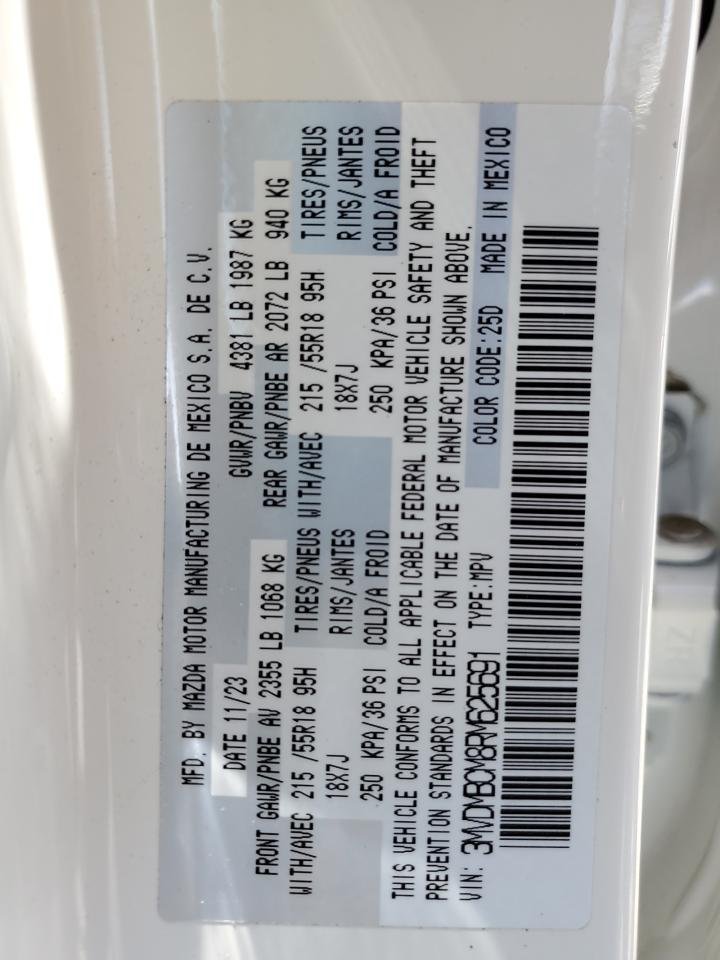 MFD. BY MAZDA MOTOR MANUFACTURING DE MEXICO S.A. DE C.V.
DATE 11/23 GVWR/PNBV 4381 LB 1987 KG
FRONT GAWR/PNBE AV 2355 LB 1068 KG REAR GAWR/PNBE AR 2072 LB 940 KG
WITH/AVEC 215 /55R18 95H TIRES/PNEUS WITH/AVEC 215 /55R18 95H TIRES/PNEUS
18X7J RIMS/JANTES 18X7J RIMS/JANTES
250 KPA/36 PSI COLD/A FROID 250 KPA/36 PSI COLD/A FROID
THIS VEHICLE CONFORMS TO ALL APPLICABLE FEDERAL MOTOR VEHICLE SAFETY AND THEFT
PREVENTION STANDARDS IN EFFECT ON THE DATE OF MANUFACTURE SHOWN ABOVE.
VIN: 3MVDMBCM8RM625691 TYPE:MPV COLOR CODE:25D MADE IN MEXICO